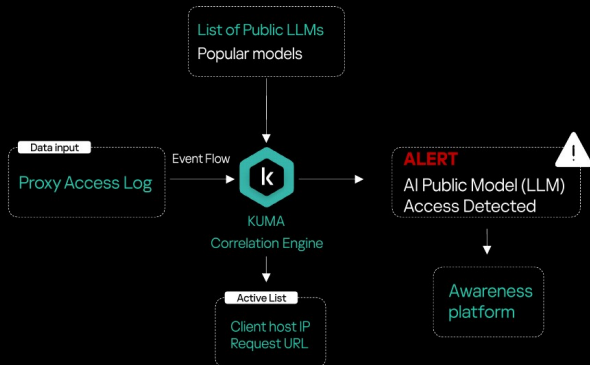 List of Public LLMs
Popular models
Data input
Proxy Access Log
Event Flow
k
KUMA
Correlation Engine
!
ALERT
AI Public Model (LLM)
Access Detected
Active List
Client host IP
Request URL
Awareness
platform